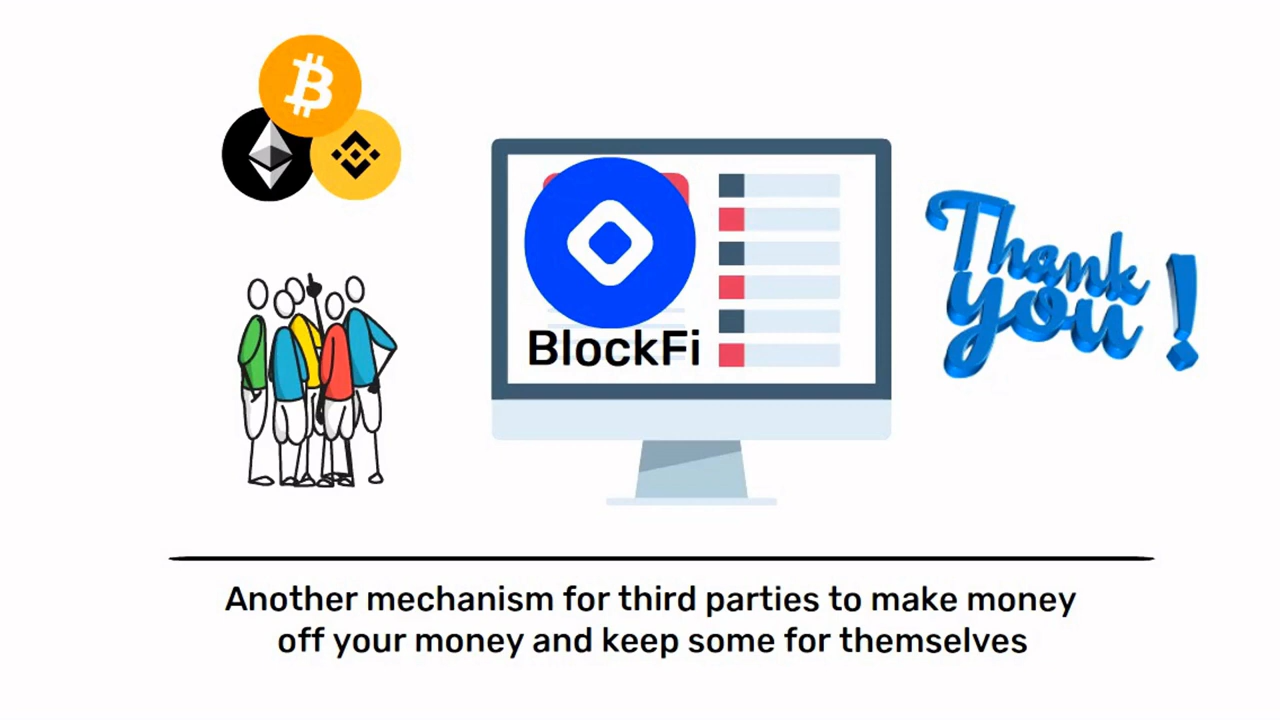 BlockFi
Thank
you!
Another mechanism for third parties to make money
off your money and keep some for themselves